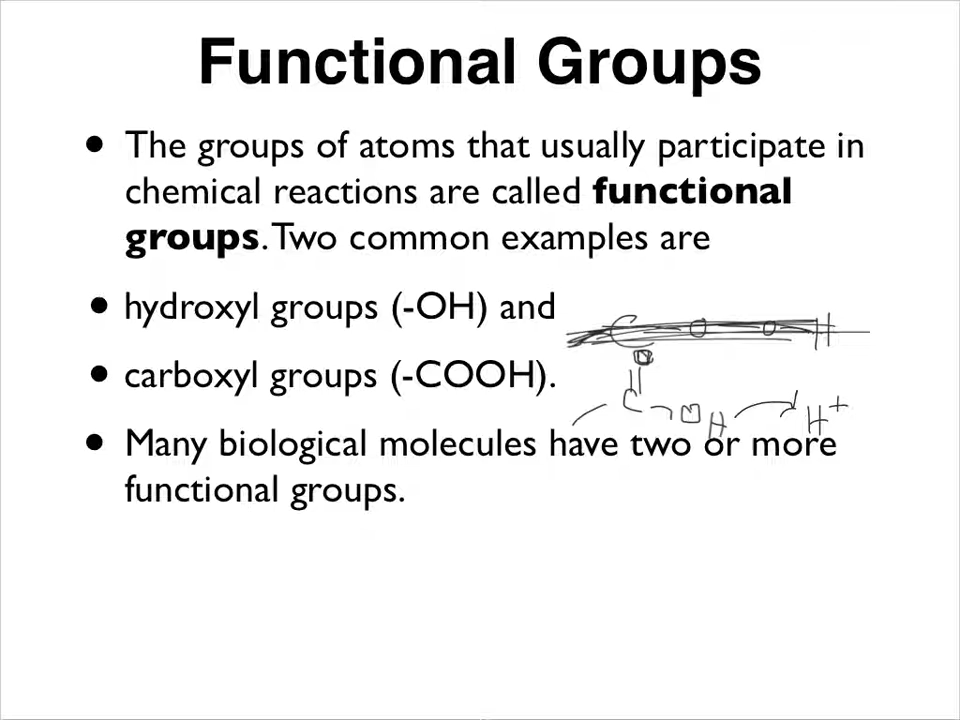 Functional Groups
• The groups of atoms that usually participate in
chemical reactions are called functional
groups. Two common examples are
• hydroxyl groups (-OH) and
C O O H
• carboxyl groups (-COOH).
O
C O H H+
• Many biological molecules have two or more
functional groups.